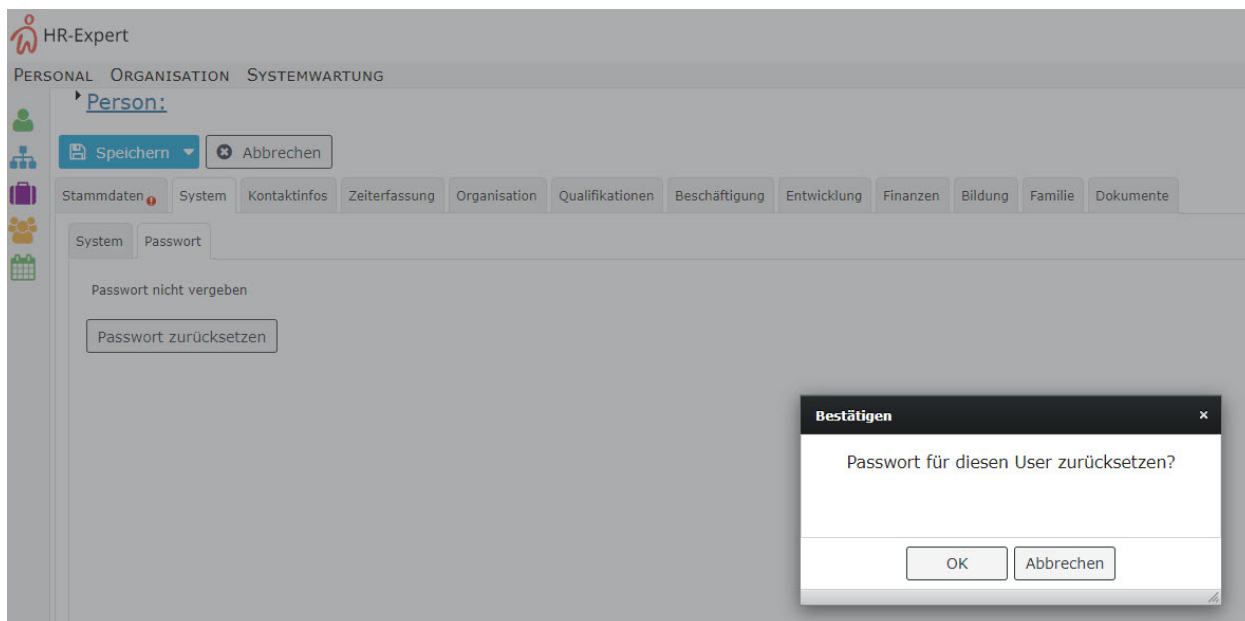 HR-Expert
PERSONAL ORGANISATION SYSTEMWARTUNG
Person:
Speichern Abbrechen
Stammdaten System Kontaktinfos Zeiterfassung Organisation Qualifikationen Beschäftigung Entwicklung Finanzen Bildung Familie Dokumente
System Passwort
Passwort nicht vergeben
Passwort zurücksetzen
Bestätigen ×
Passwort für diesen User zurücksetzen?
OK Abbrechen